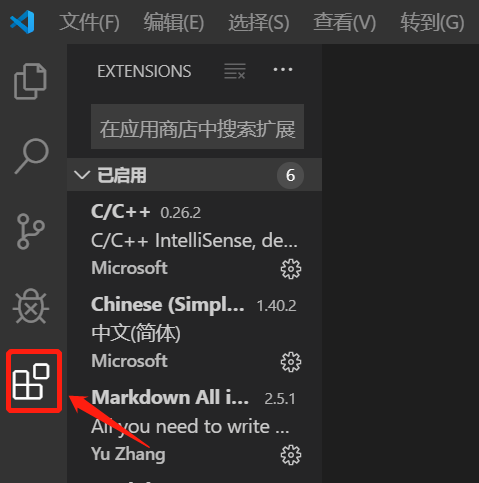 文件(F) 编辑(E) 选择(S) 查看(V) 转到(G)
EXTENSIONS
在应用商店中搜索扩展
已启用 6
C/C++ 0.26.2
C/C++ IntelliSense, de...
Microsoft
Chinese (Simpl... 1.40.2
中文(简体)
Microsoft
Markdown All i... 2.5.1
All you need to write ...
Yu Zhang